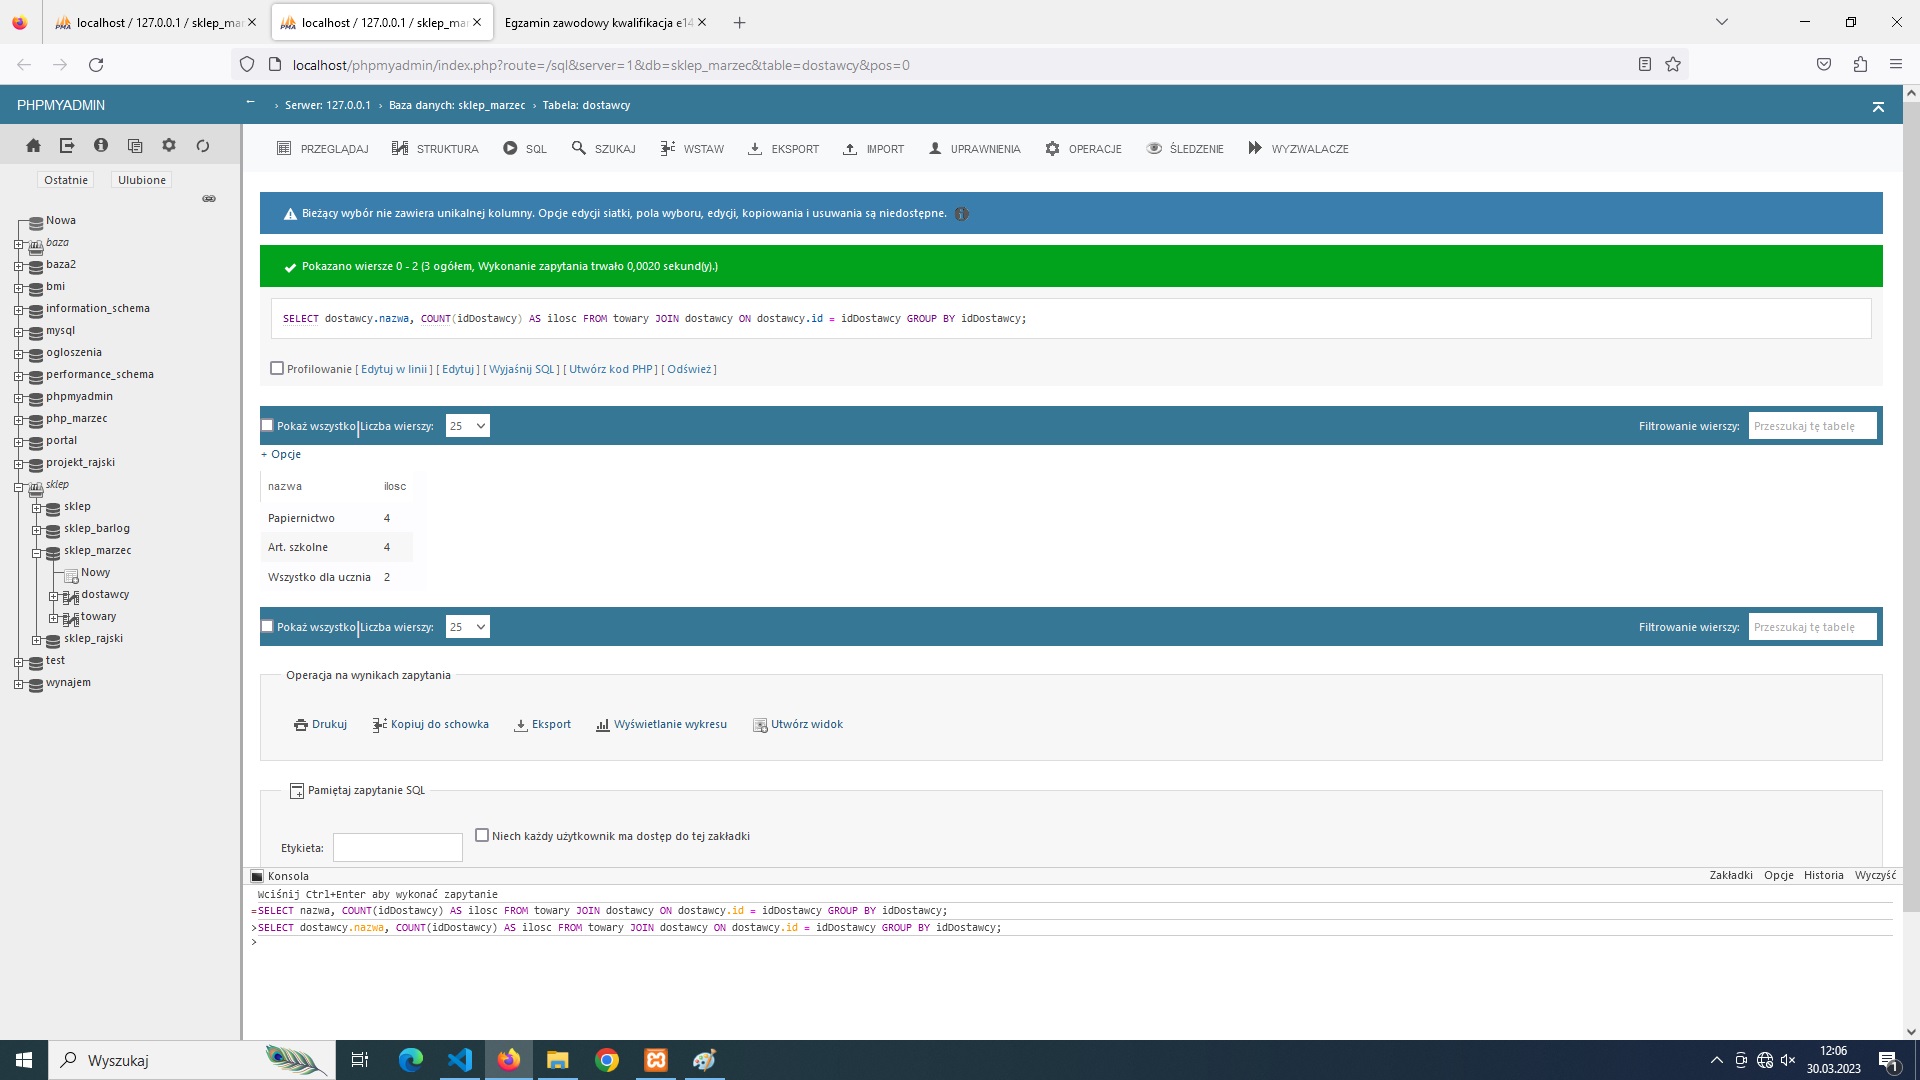 localhost / 127.0.0.1 / sklep_mar
localhost / 127.0.0.1 / sklep_ma
Egzamin zawodowy kwalifikacja e14
localhost/phpmyadmin/index.php?route=/sql&server=1&db=sklep_marzec&table=dostawcy&pos=0
PHPMYADMIN
Serwer: 127.0.0.1 › Baza danych: sklep_marzec › Tabela: dostawcy
PRZEGLĄDAJ STRUKTURA SQL SZUKAJ WSTAW EKSPORT IMPORT UPRAWNIENIA OPERACJE ŚLEDZENIE WYZWALACZE
Ostatnie Ulubione
Nowa
baza
baza2
bmi
information_schema
mysql
ogloszenia
performance_schema
phpmyadmin
php_marzec
portal
projekt_rajski
sklep
sklep
sklep_barlog
sklep_marzec
Nowy
dostawcy
towary
sklep_rajski
test
wynajem
Bieżący wybór nie zawiera unikalnej kolumny. Opcje edycji siatki, pola wyboru, edycji, kopiowania i usuwania są niedostępne.
Pokazano wiersze 0 - 2 (3 ogółem, Wykonanie zapytania trwało 0,0020 sekund(y).)
SELECT dostawcy.nazwa, COUNT(idDostawcy) AS ilosc FROM towary JOIN dostawcy ON dostawcy.id = idDostawcy GROUP BY idDostawcy;
Profilowanie [ Edytuj w linii ] [ Edytuj ] [ Wyjaśnij SQL ] [ Utwórz kod PHP ] [ Odśwież ]
Pokaż wszystko Liczba wierszy: 25 Filtrowanie wierszy: Przeszukaj tę tabelę
+ Opcje
nazwa ilosc
Papiernictwo 4
Art. szkolne 4
Wszystko dla ucznia 2
Pokaż wszystko Liczba wierszy: 25 Filtrowanie wierszy: Przeszukaj tę tabelę
Operacja na wynikach zapytania
Drukuj Kopiuj do schowka Eksport Wyświetlanie wykresu Utwórz widok
Pamiętaj zapytanie SQL
Etykieta: Niech każdy użytkownik ma dostęp do tej zakładki
Konsola Zakładki Opcje Historia Wyczyść
Wciśnij Ctrl+Enter aby wykonać zapytanie
=SELECT nazwa, COUNT(idDostawcy) AS ilosc FROM towary JOIN dostawcy ON dostawcy.id = idDostawcy GROUP BY idDostawcy;
>SELECT dostawcy.nazwa, COUNT(idDostawcy) AS ilosc FROM towary JOIN dostawcy ON dostawcy.id = idDostawcy GROUP BY idDostawcy;
>
Wyszukaj
12:06
30.03.2023
1